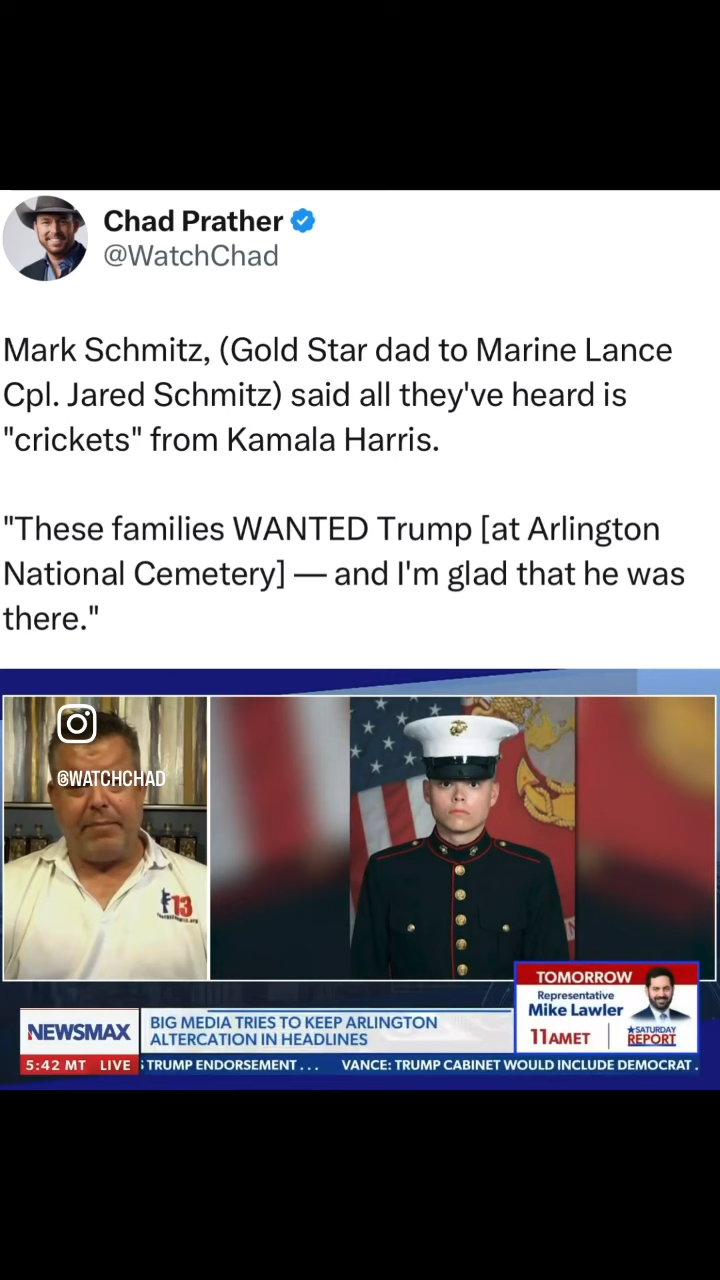 Chad Prather
@WatchChad
Mark Schmitz, (Gold Star dad to Marine Lance
Cpl. Jared Schmitz) said all they've heard is
"crickets" from Kamala Harris.
"These families WANTED Trump [at Arlington
National Cemetery] — and I'm glad that he was
there."
@WATCHCHAD
F13
TOMORROW
Representative
Mike Lawler
11AMET
SATURDAY
REPORT
NEWSMAX
BIG MEDIA TRIES TO KEEP ARLINGTON
ALTERCATION IN HEADLINES
5:42 MT LIVE
TRUMP ENDORSEMENT . . . VANCE: TRUMP CABINET WOULD INCLUDE DEMOCRAT .